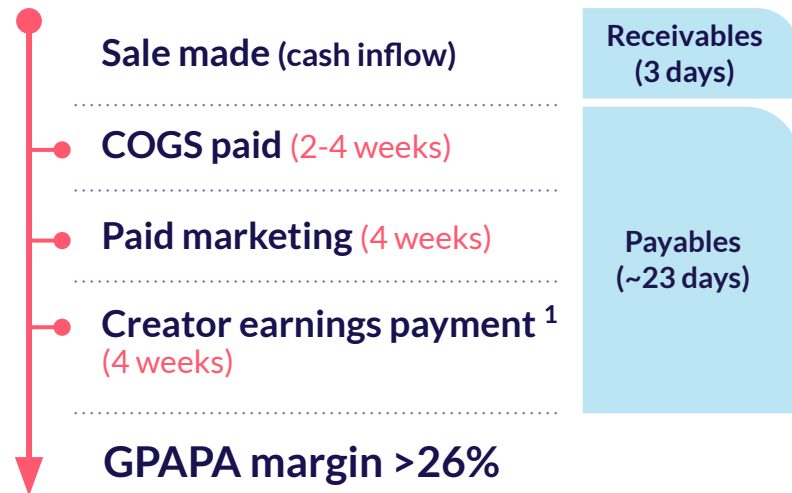 Sale made (cash inflow)
Receivables
(3 days)
COGS paid (2-4 weeks)
Paid marketing (4 weeks)
Creator earnings payment 1
(4 weeks)
Payables
(~23 days)
GPAPA margin >26%